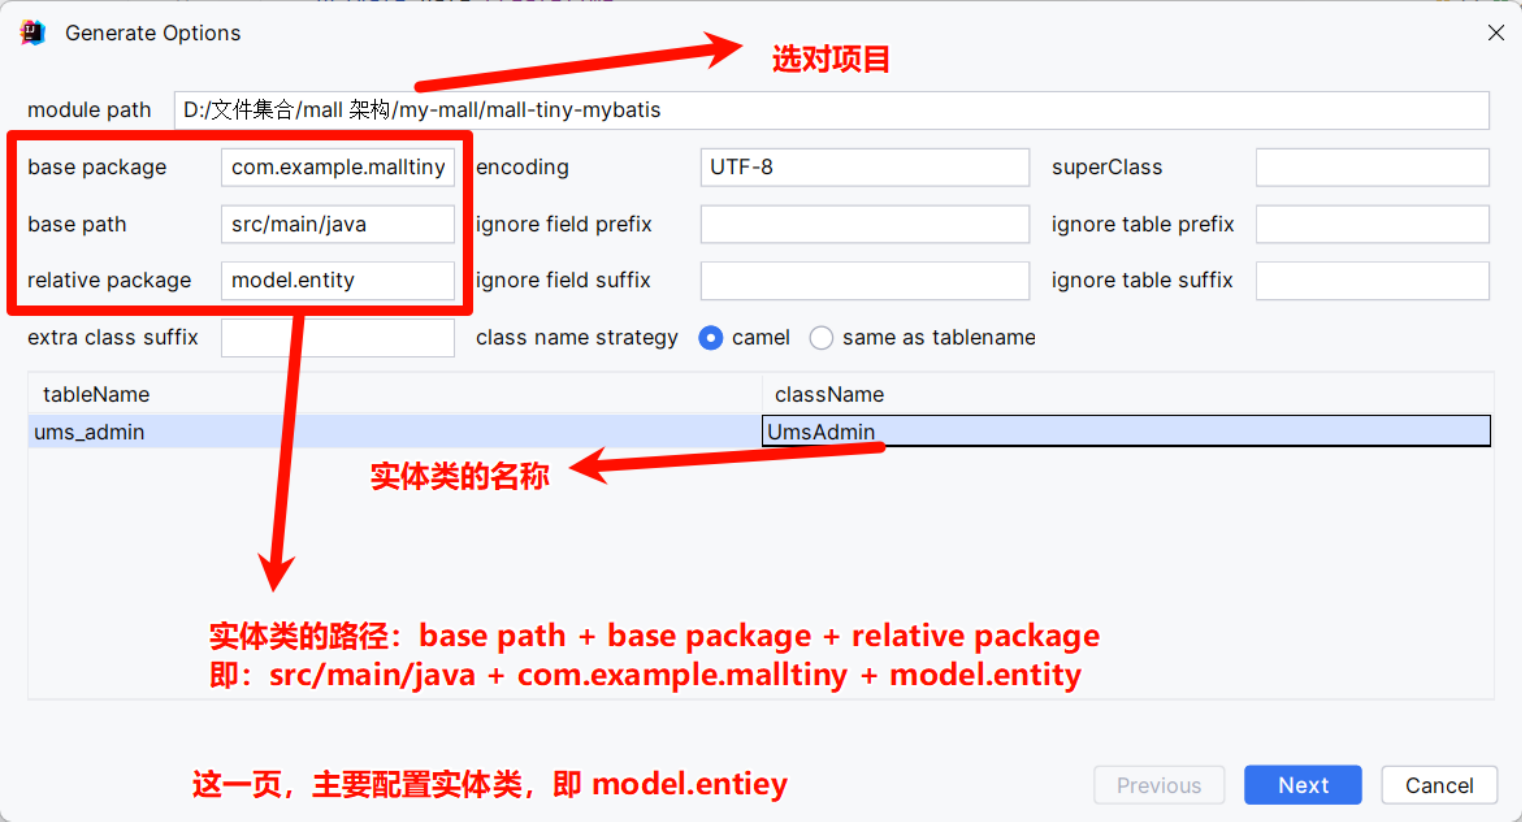 Generate Options
选对项目
module path D:/文件集合/mall 架构/my-mall/mall-tiny-mybatis
base package com.example.malltiny encoding UTF-8 superClass
base path src/main/java ignore field prefix ignore table prefix
relative package model.entity ignore field suffix ignore table suffix
extra class suffix class name strategy camel same as tablename
tableName className
ums_admin UmsAdmin
实体类的名称
实体类的路径：base path + base package + relative package
即：src/main/java + com.example.malltiny + model.entity
这一页，主要配置实体类，即 model.entiey
Previous Next Cancel